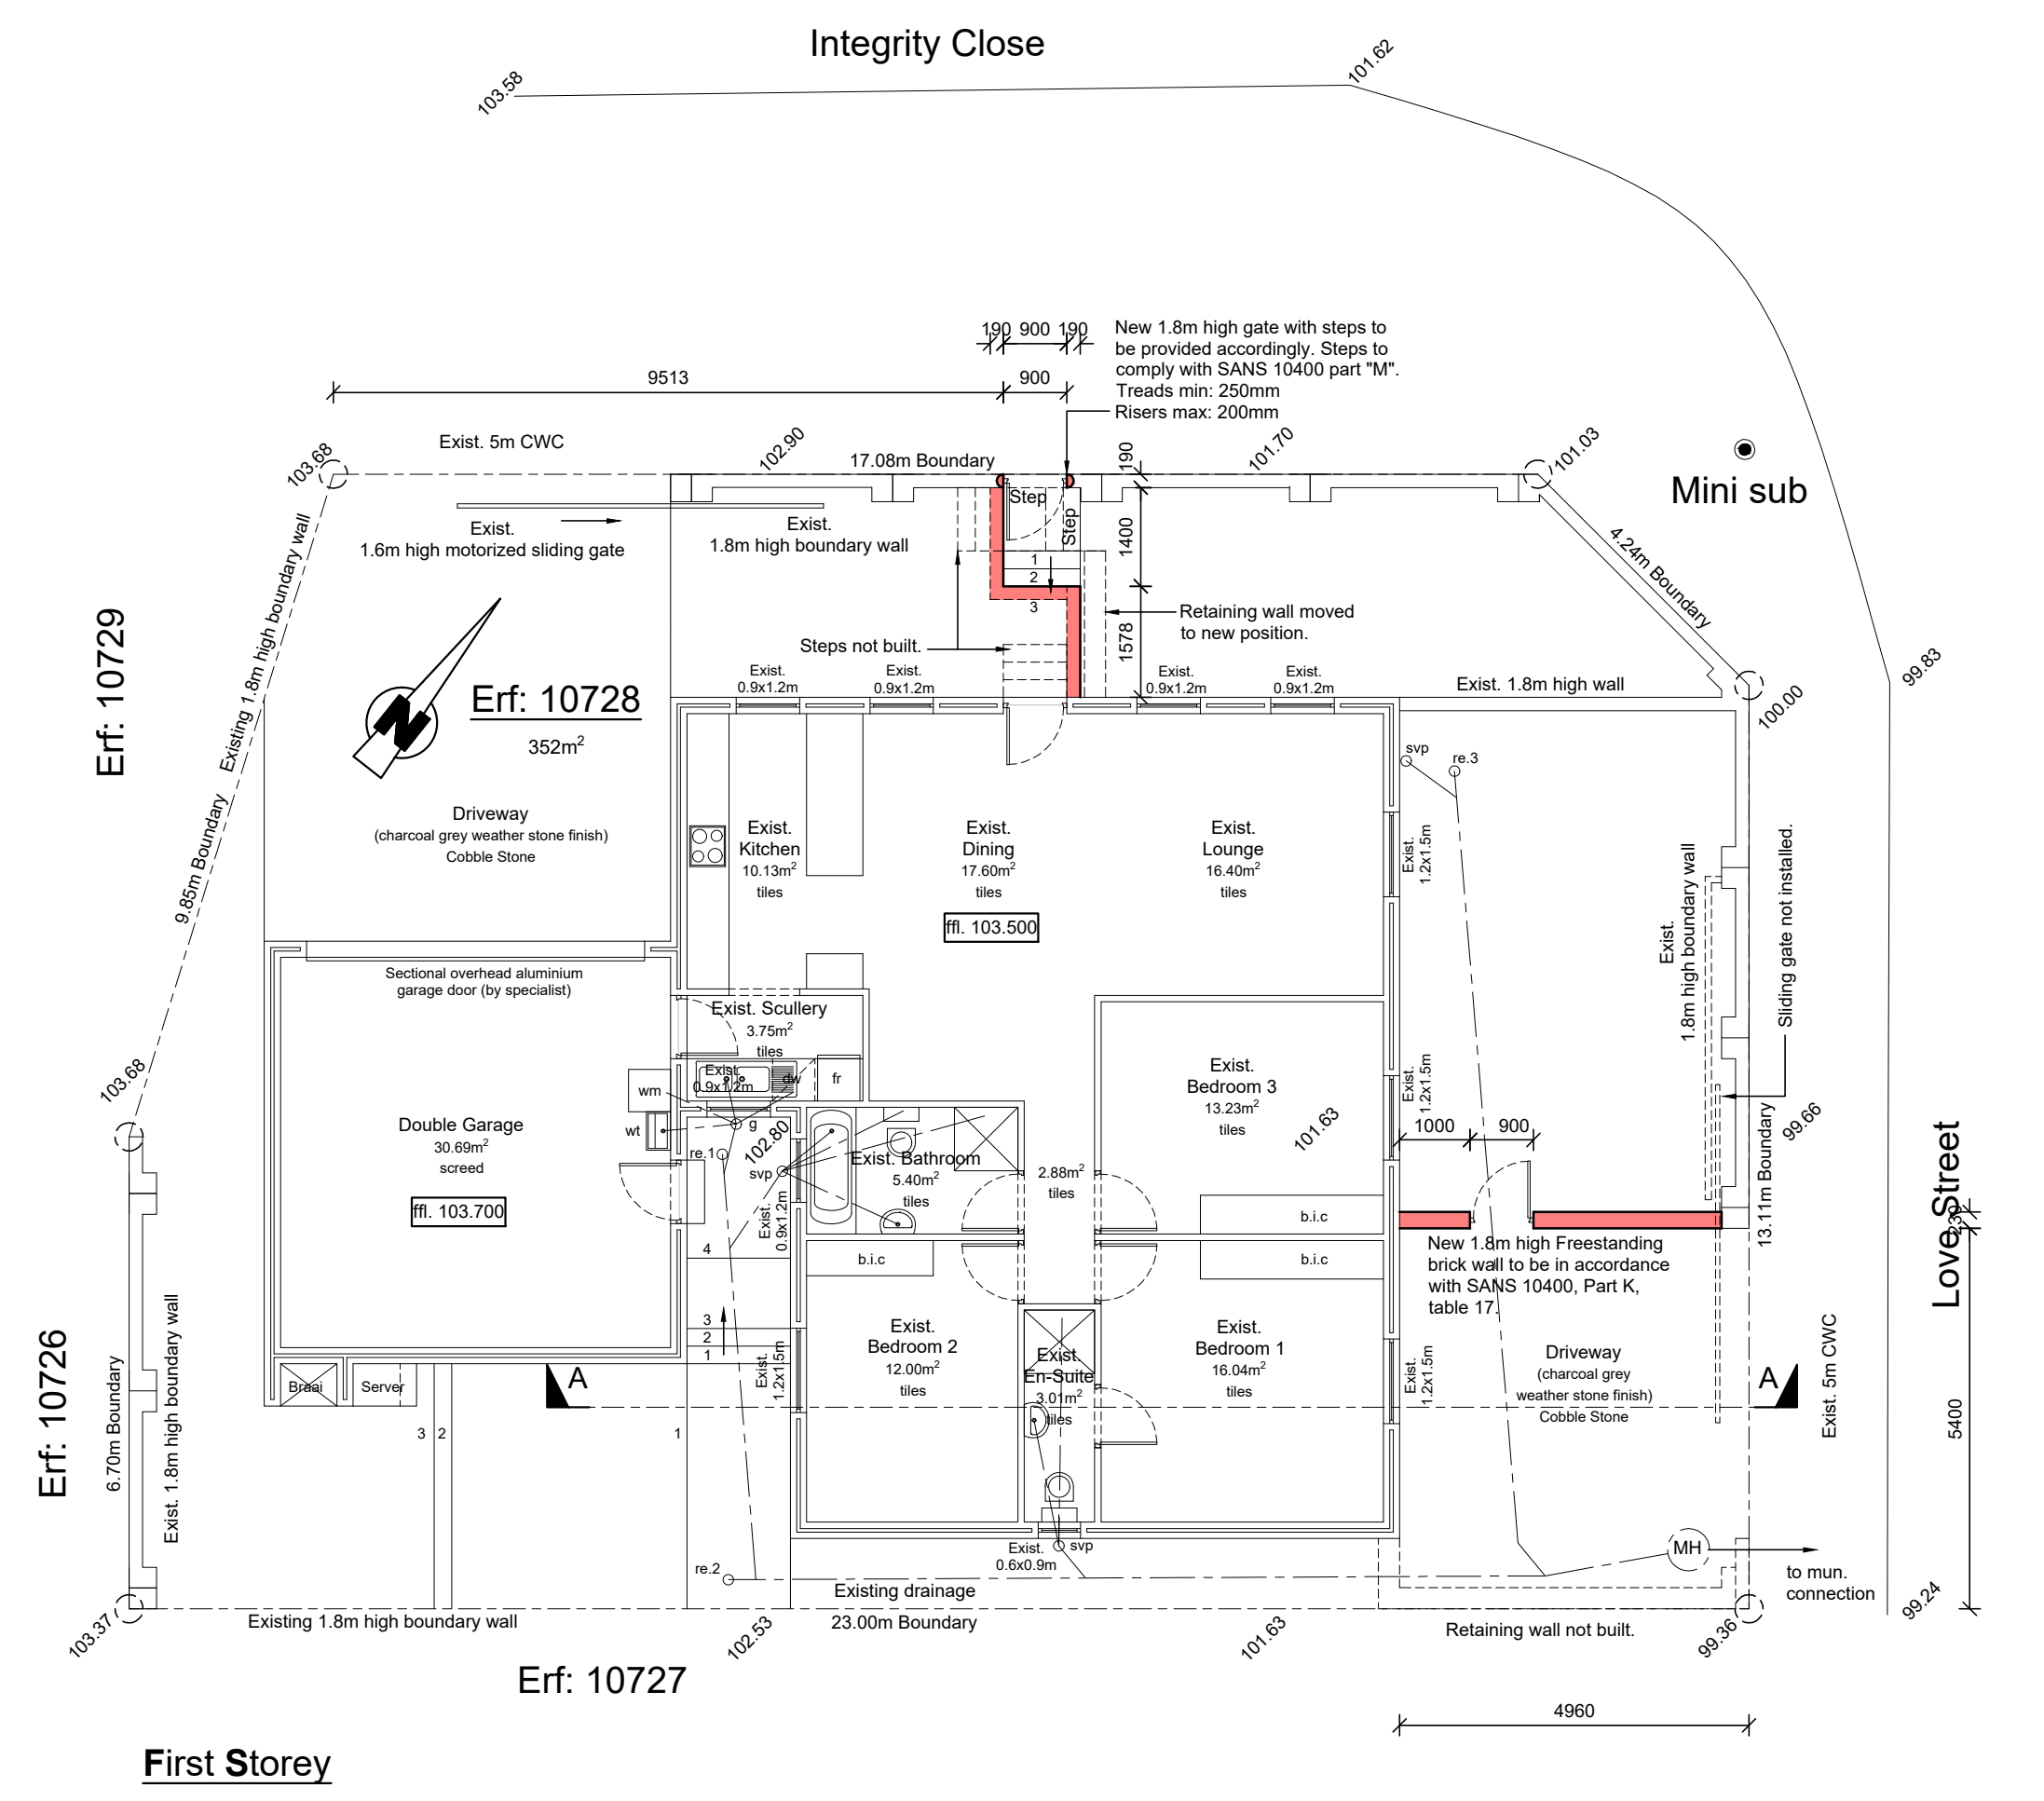 Integrity Close
103.58
101.62
190 900 190
New 1.8m high gate with steps to
be provided accordingly. Steps to
comply with SANS 10400 part "M".
Treads min: 250mm
Risers max: 200mm
9513
900
Exist. 5m CWC
103.68
102.90
17.08m Boundary
190
101.70
101.03
Mini sub
Step
Step
Exist.
1.6m high motorized sliding gate
Exist.
1.8m high boundary wall
1400
1
2
3
4.24m Boundary
Existing 1.8m high boundary wall
Retaining wall moved
to new position.
1578
Steps not built.
Erf: 10729
Erf: 10728
352m²
N
Exist.
0.9x1.2m
Exist.
0.9x1.2m
Exist.
0.9x1.2m
Exist.
0.9x1.2m
Exist. 1.8m high wall
99.83
100.00
svp
re.3
Driveway
(charcoal grey weather stone finish)
Cobble Stone
9.85m Boundary
Exist.
Kitchen
10.13m²
tiles
Exist.
Dining
17.60m²
tiles
ffl. 103.500
Exist.
Lounge
16.40m²
tiles
Exist.
1.2x1.5m
Exist.
1.8m high boundary wall
Sliding gate not installed.
Sectional overhead aluminium
garage door (by specialist)
Exist. Scullery
3.75m²
tiles
103.68
Exist.
0.9x1.2m
dw
fr
wm
wt
g
Double Garage
30.69m²
screed
ffl. 103.700
re.1
102.80
svp
Exist.
0.9x1.2m
Exist. Bathroom
5.40m²
tiles
2.88m²
tiles
Exist.
Bedroom 3
13.23m²
tiles
101.63
Exist.
1.2x1.5m
1000
900
99.66
13.11m Boundary
Love Street
230
b.i.c
b.i.c
b.i.c
New 1.8m high Freestanding
brick wall to be in accordance
with SANS 10400, Part K,
table 17.
4
3
2
1
Exist.
1.2x1.5m
Exist.
Bedroom 2
12.00m²
tiles
Exist.
En-Suite
3.01m²
tiles
Exist.
Bedroom 1
16.04m²
tiles
Exist.
1.2x1.5m
Driveway
(charcoal grey
weather stone finish)
Cobble Stone
Exist. 5m CWC
5400
Erf: 10726
6.70m Boundary
Exist. 1.8m high boundary wall
Braai
Server
A
A
3 2
1
re.2
Exist.
0.6x0.9m
svp
MH
to mun.
connection
Existing drainage
103.37
Existing 1.8m high boundary wall
102.53
23.00m Boundary
101.63
Retaining wall not built.
99.36
99.24
Erf: 10727
4960
First Storey